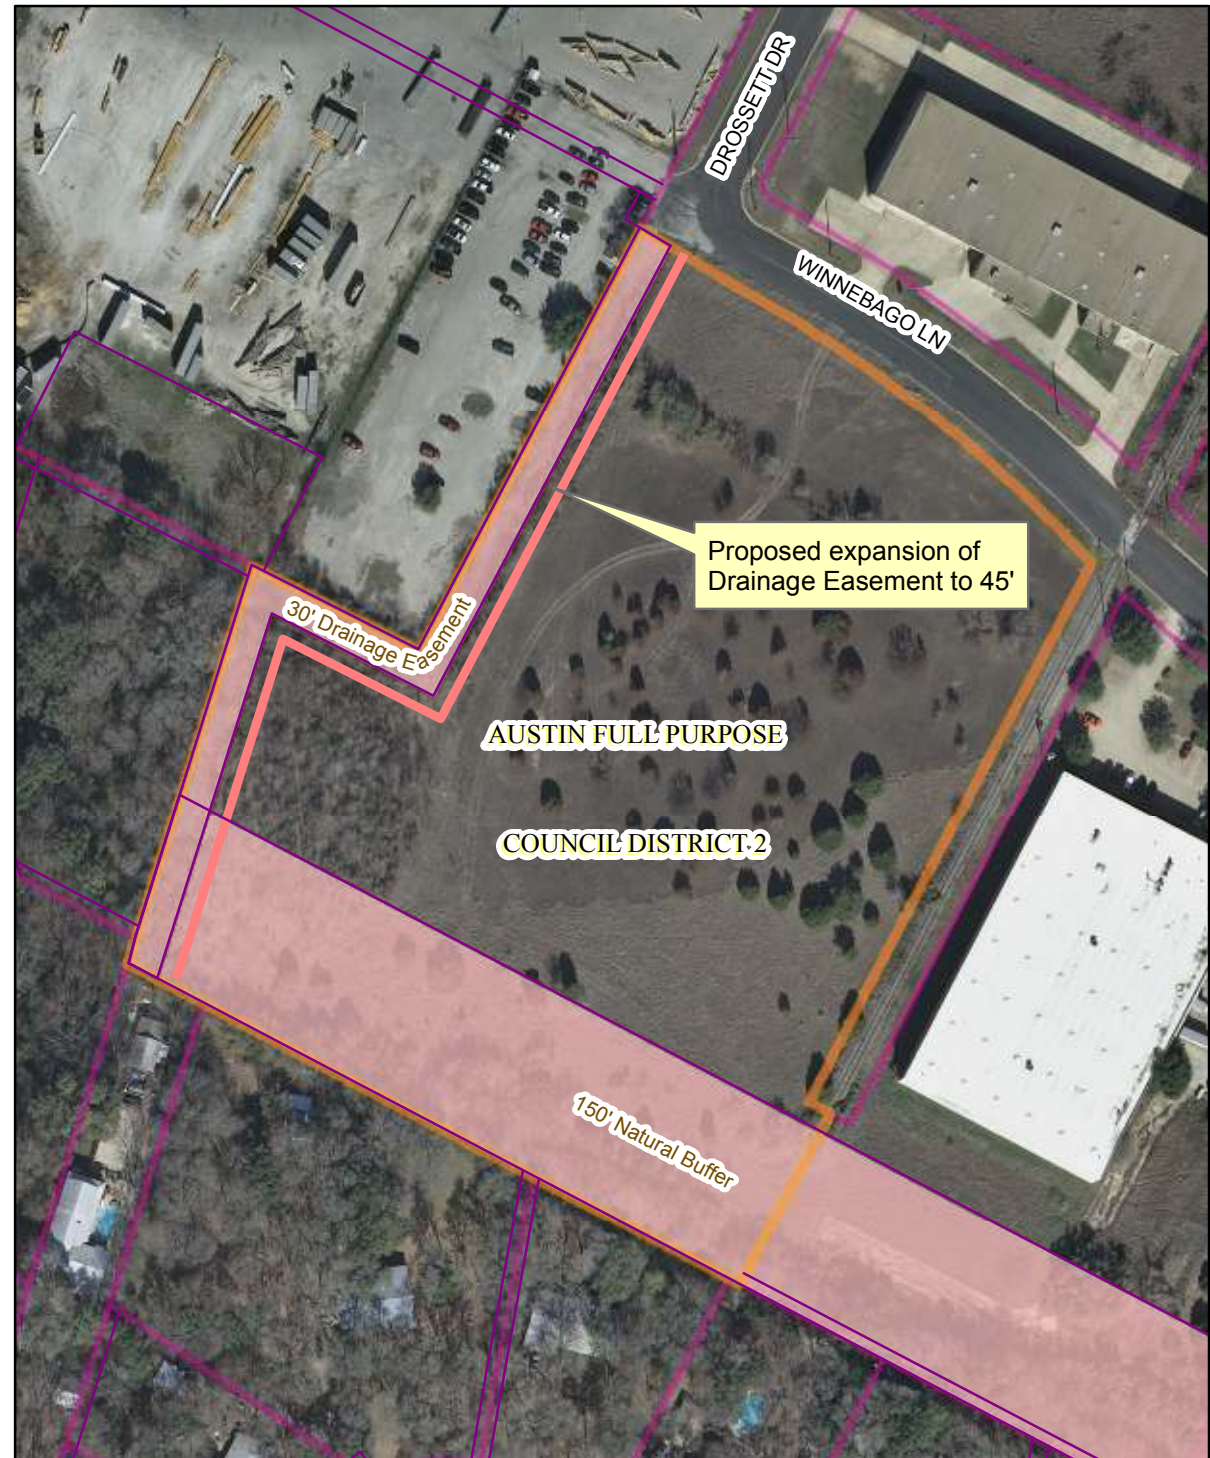 DROSSETT DR
WINNEBAGO LN
Proposed expansion of
Drainage Easement to 45'
30' Drainage Easement
AUSTIN FULL PURPOSE
COUNCIL DISTRICT 2
150' Natural Buffer